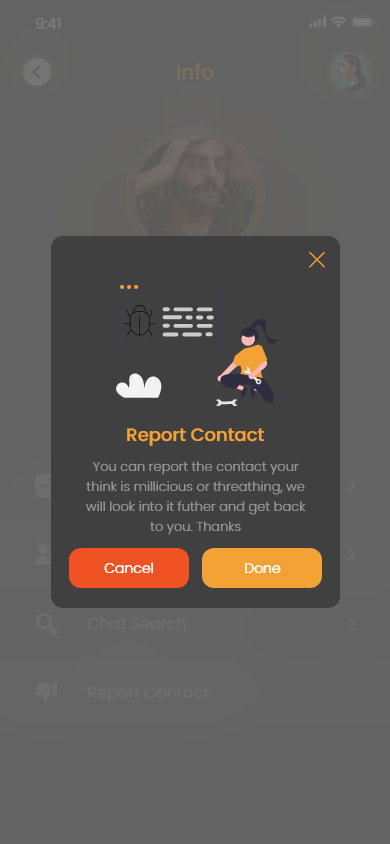 9:41
Info
Report Contact
You can report the contact your
think is millicious or threathing, we
will look into it futher and get back
to you. Thanks
Cancel
Done
Chat Search
Report Contact